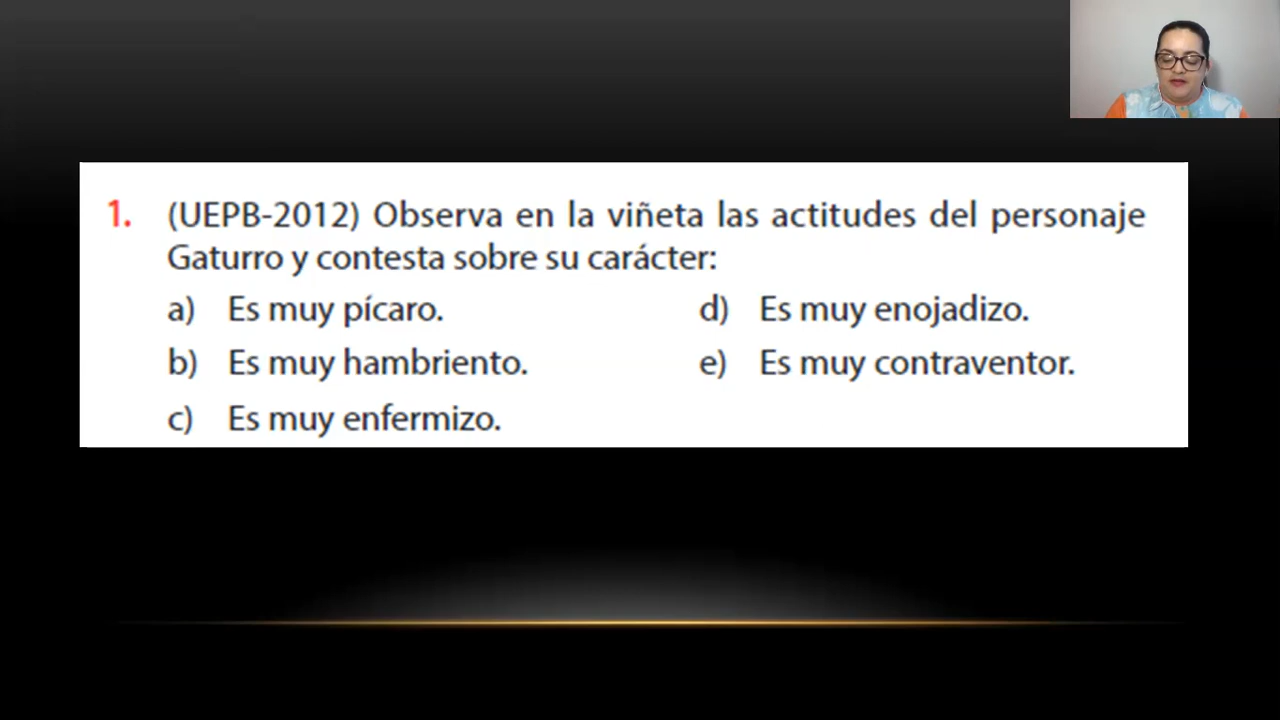 1. (UEPB-2012) Observa en la viñeta las actitudes del personaje
Gaturro y contesta sobre su carácter:
a) Es muy pícaro.
b) Es muy hambriento.
c) Es muy enfermizo.
d) Es muy enojadizo.
e) Es muy contraventor.